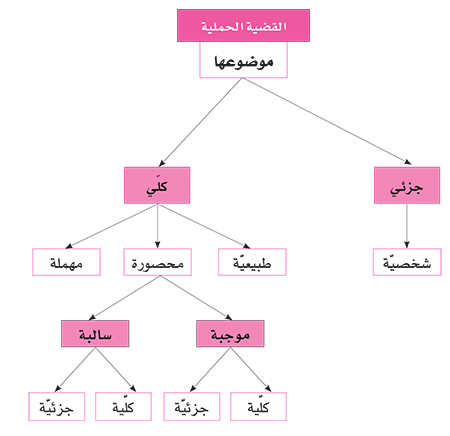 القضية الحملية
موضوعها
جزئي
كلّي
شخصيّة
طبيعيّة
محصورة
مهملة
موجبة
سالبة
كلّية
جزئيّة
كلّية
جزئيّة